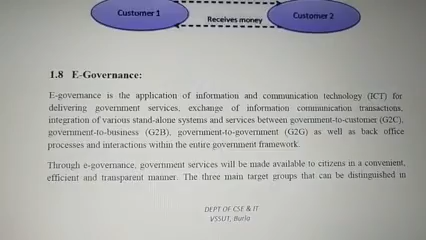 Customer 1
Customer 2
Receives money
1.8 E-Governance:
E-governance is the application of information and communication technology (ICT) for
delivering government services, exchange of information communication transactions,
integration of various stand-alone systems and services between government-to-customer (G2C),
government-to-business (G2B), government-to-government (G2G) as well as back office
processes and interactions within the entire government framework.
Through e-governance, government services will be made available to citizens in a convenient,
efficient and transparent manner. The three main target groups that can be distinguished in
DEPT OF CSE & IT
VSSUT, Burla